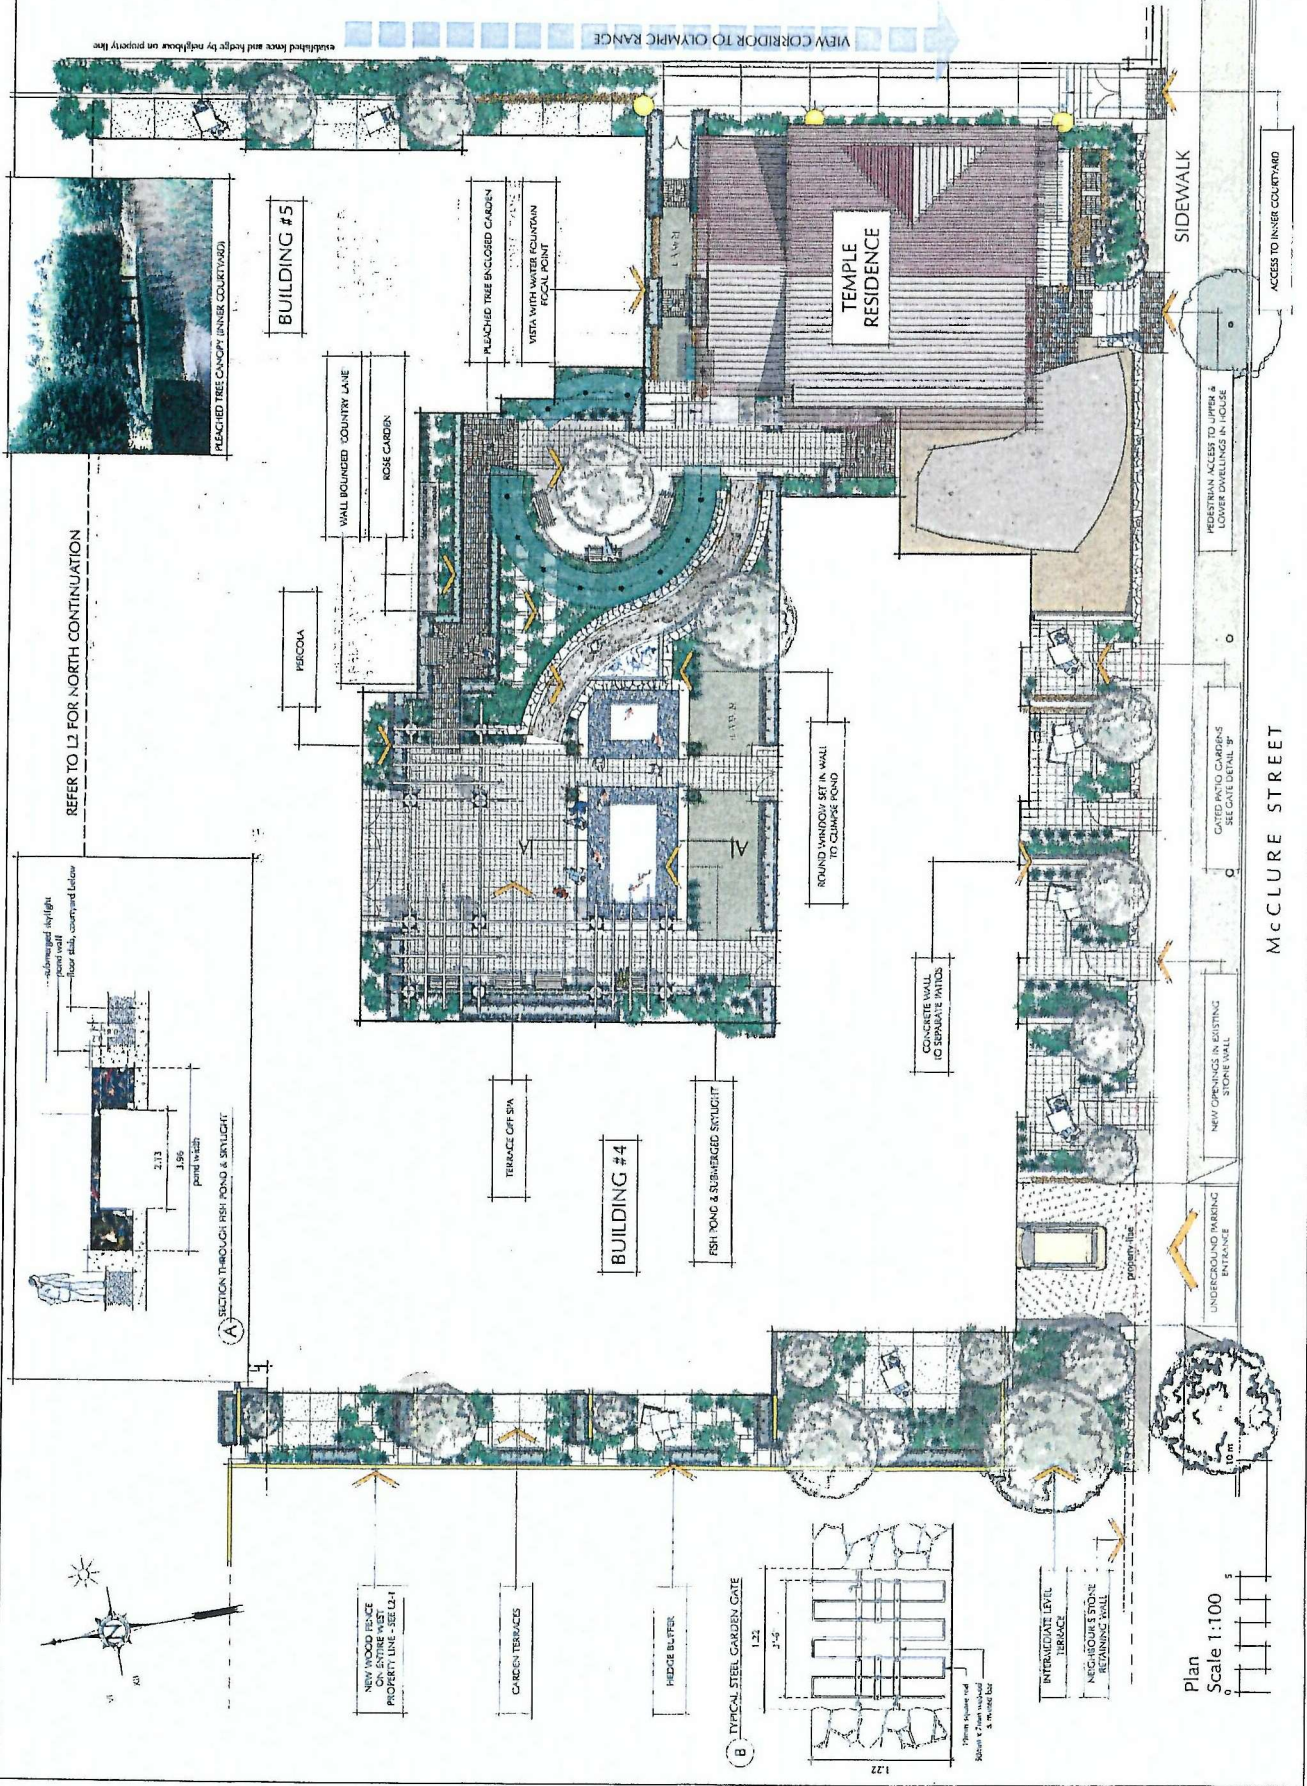 established fence and hedge by neighbour on property line
VIEW CORRIDOR TO OLYMPIC RANGE
REFER TO L2 FOR NORTH CONTINUATION
PLEACHED TREE CANOPY (INNER COURTYARD)
BUILDING #5
submerged skylight
pond wall
floor slab, courtyard below
2.73
3.96
pond width
A
SECTION THROUGH FISH POND & SKYLIGHT
PERGOLA
WALL BOUNDED COUNTRY LANE
ROSE GARDEN
PLEACHED TREE ENCLOSED GARDEN
VISTA WITH WATER FOUNTAIN
FOCAL POINT
LAWN
TEMPLE
RESIDENCE
A1
A1
TERRACE OFF SPA
BUILDING #4
FISH POND & SUBMERGED SKYLIGHT
ROUND WINDOW SET IN WALL
TO GLIMPSE POND
CONCRETE WALL
TO SEPARATE PATIOS
N
NEW WOOD FENCE
ON ENTIRE WEST
PROPERTY LINE - SEE L2-1
GARDEN TERRACES
HEDGE BUFFER
B
TYPICAL STEEL GARDEN GATE
1.22
1.22
INTERMEDIATE LEVEL
TERRACE
NEIGHBOUR'S STONE
RETAINING WALL
property line
SIDEWALK
UNDERGROUND PARKING
ENTRANCE
NEW OPENINGS IN EXISTING
STONE WALL
GATED PATIO GARDENS
SEE GATE DETAIL 'B'
PEDESTRIAN ACCESS TO UPPER &
LOWER DWELLINGS IN HOUSE
ACCESS TO INNER COURTYARD
McCLURE STREET
Plan
Scale 1:100
0
5
10 m